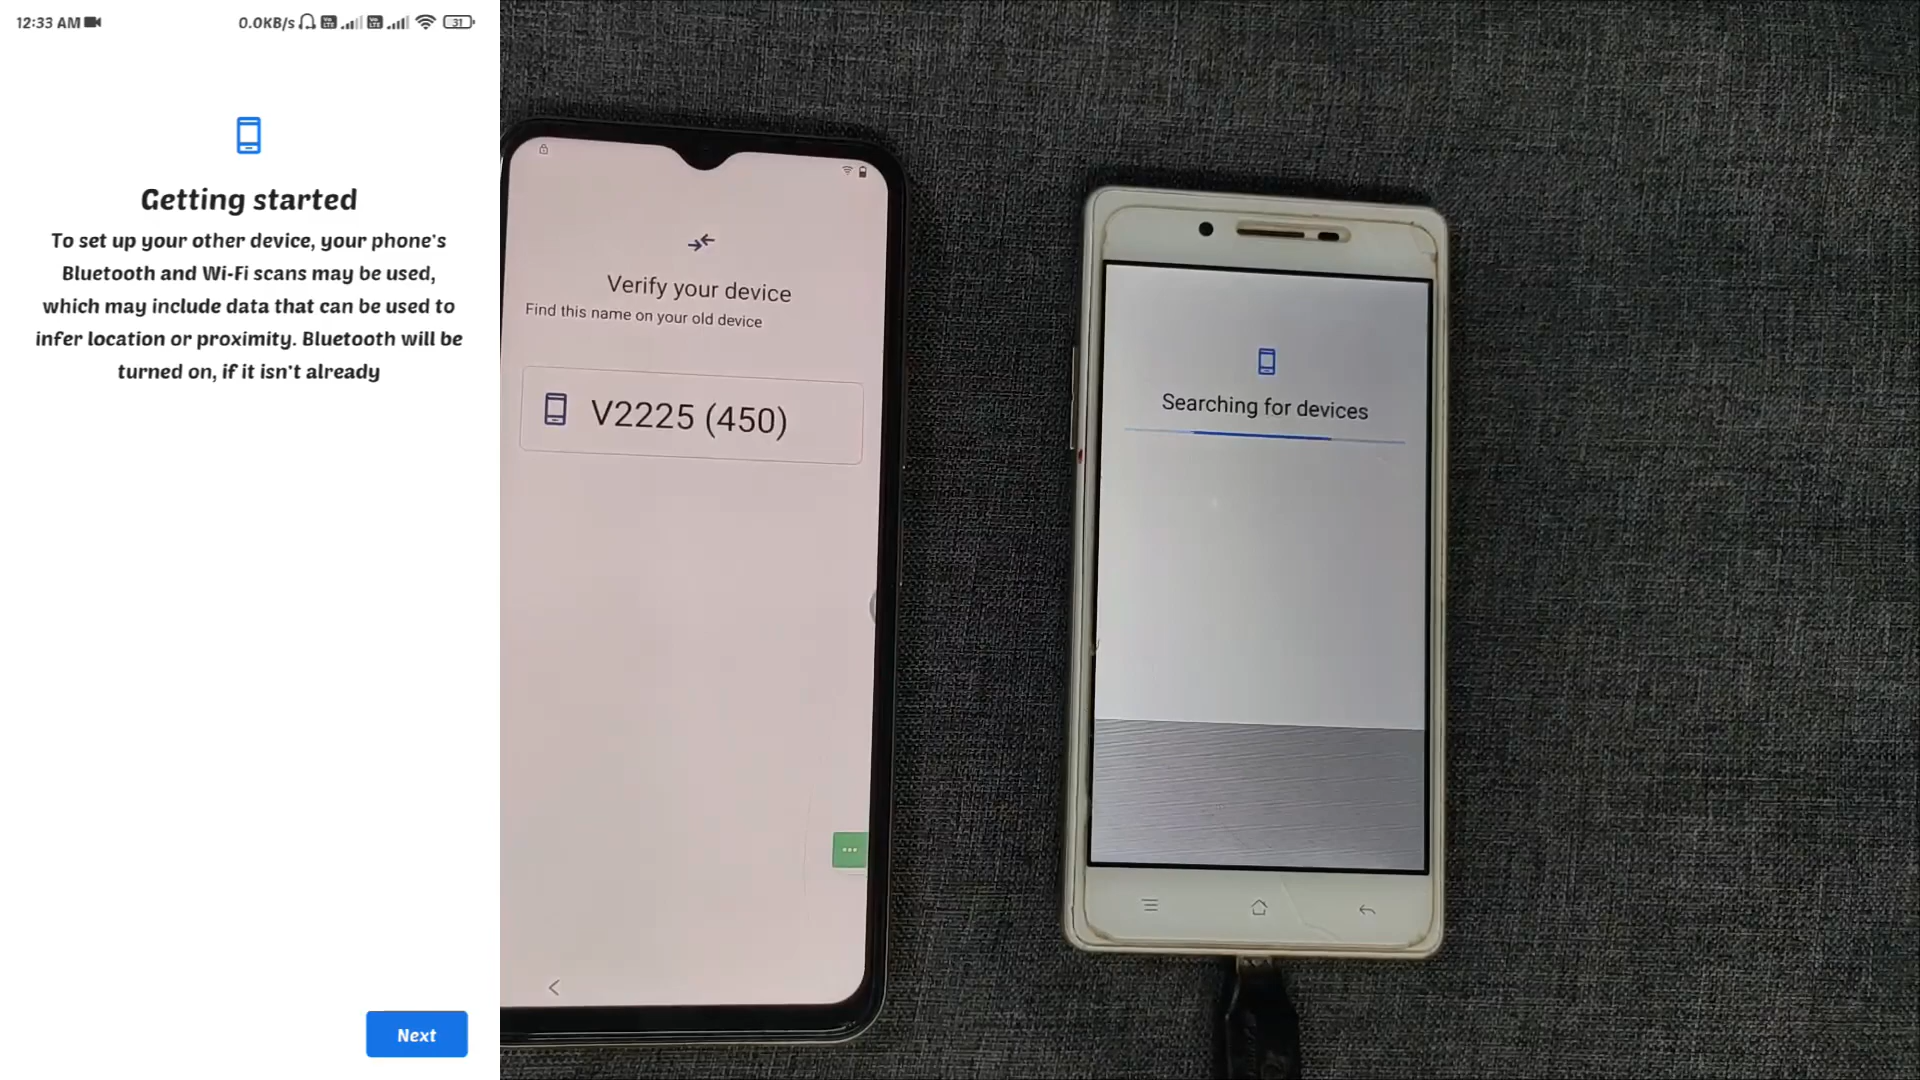 12:33 AM
0.0KB/s
31
Getting started
To set up your other device, your phone's
Bluetooth and Wi-Fi scans may be used,
which may include data that can be used to
infer location or proximity. Bluetooth will be
turned on, if it isn't already
Next
Verify your device
Find this name on your old device
V2225 (450)
Searching for devices